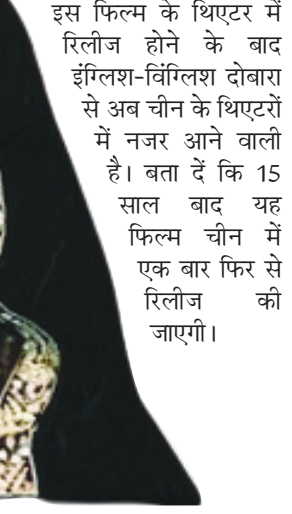 इस फिल्म के थिएटर में
रिलीज होने के बाद
इंग्लिश-विंग्लिश दोबारा
से अब चीन के थिएटरों
में नजर आने वाली
है। बता दें कि 15
साल बाद यह
फिल्म चीन में
एक बार फिर से
रिलीज की
जाएगी।